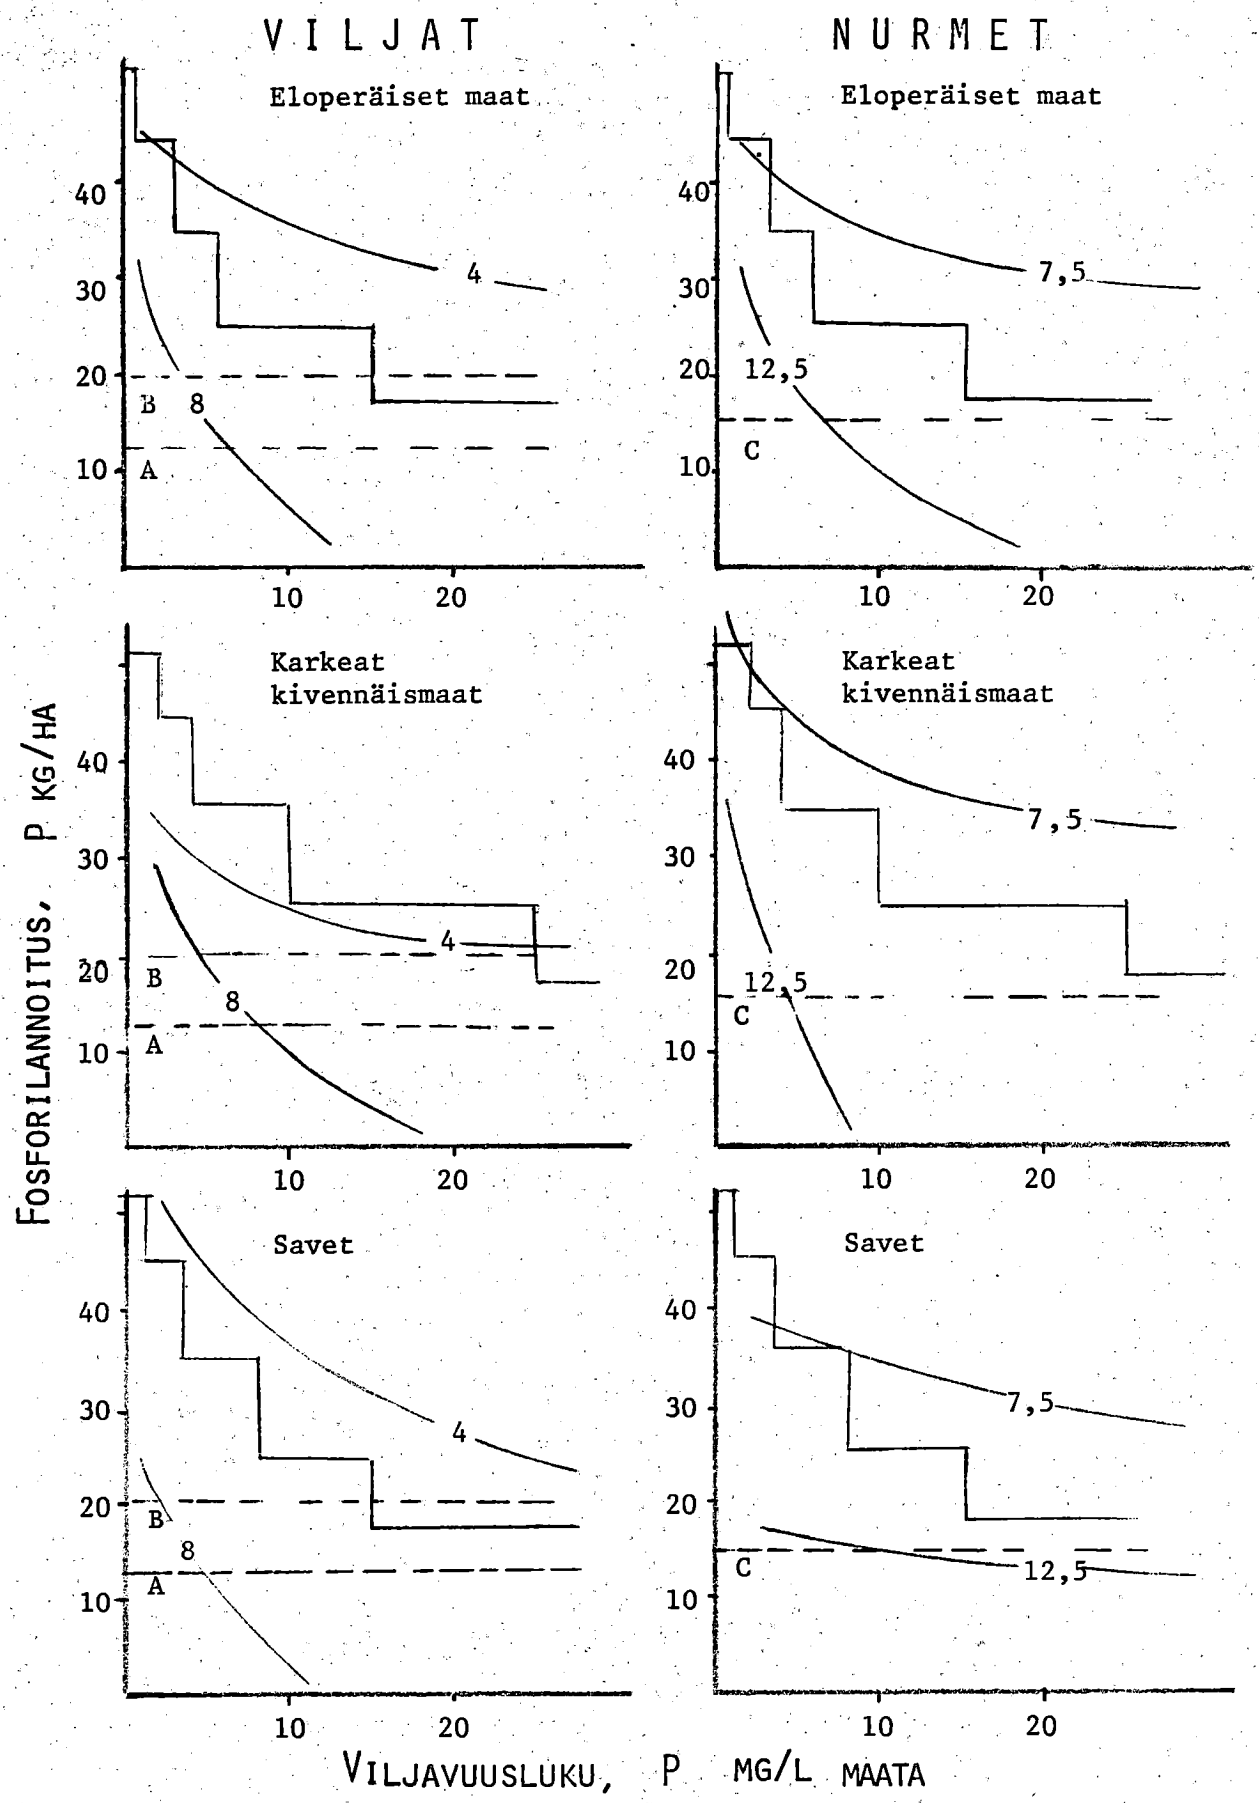 VILJAT
NURMET
FOSFORILANNOITUS, P KG/HA
Eloperäiset maat
40
30
20
10
4
8
B
A
10 20
Eloperäiset maat
40
30
20
10
7,5
12,5
C
10 20
Karkeat
kivennäismaat
40
30
20
10
4
8
B
A
10 20
Karkeat
kivennäismaat
40
30
20
10
7,5
12,5
C
10 20
Savet
40
30
20
10
4
8
B
A
10 20
Savet
40
30
20
10
7,5
12,5
C
10 20
VILJAVUUSLUKU, P MG/L MAATA